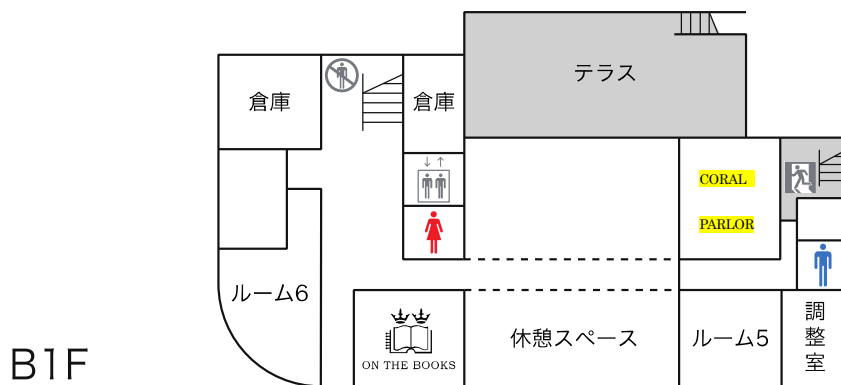 テラス
倉庫
倉庫
CORAL
PARLOR
ルーム6
ON THE BOOKS
休憩スペース
ルーム5
調整室
B1F